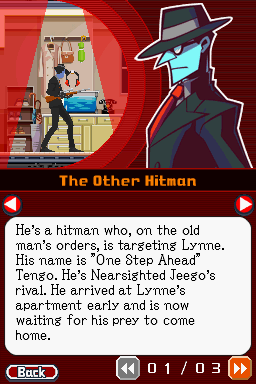 The Other Hitman
He's a hitman who, on the old
man's orders, is targeting Lynne.
His name is "One Step Ahead"
Tengo. He's Nearsighted Jeego's
rival. He arrived at Lynne's
apartment early and is now
waiting for his prey to come
home.
Back
01/03